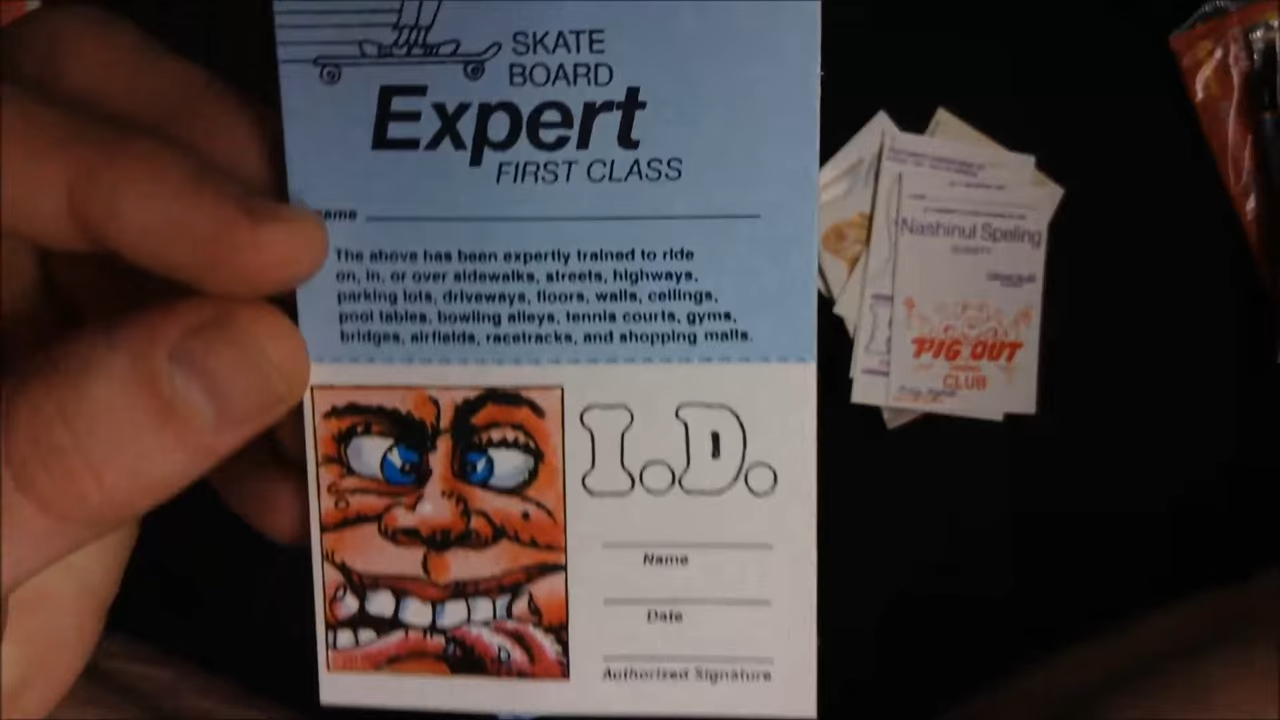 SKATE
BOARD
Expert
FIRST CLASS
The above has been expertly trained to ride
on, in, or over sidewalks, streets, highways,
parking lots, driveways, floors, walls, ceilings,
pool tables, bowling alleys, tennis courts, gyms,
bridges, airfields, racetracks, and shopping malls.
I.D.
Name
Date
Authorized Signature
Nashinul Speling
PIG OUT
CLUB